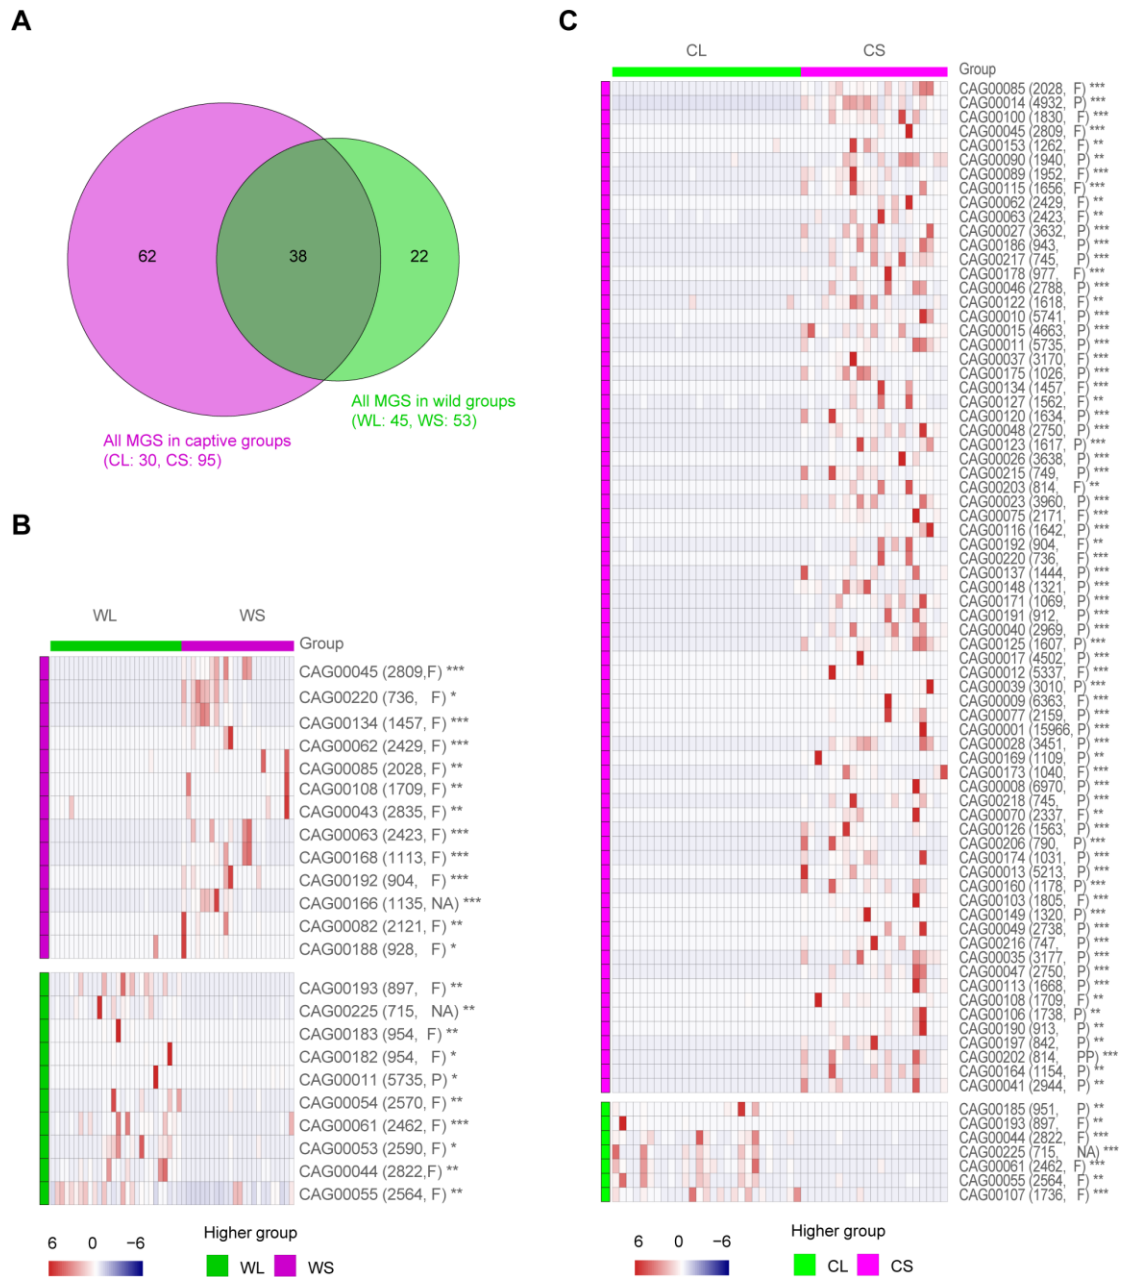 A
62
38
22
All MGS in wild groups
(WL: 45, WS: 53)
All MGS in captive groups
(CL: 30, CS: 95)
B
WL
WS
Group
CAG00045 (2809,F) ***
CAG00220 (736, F) *
CAG00134 (1457, F) ***
CAG00062 (2429, F) ***
CAG00085 (2028, F) **
CAG00108 (1709, F) **
CAG00043 (2835, F) **
CAG00063 (2423, F) ***
CAG00168 (1113, F) ***
CAG00192 (904, F) ***
CAG00166 (1135, NA) ***
CAG00082 (2121, F) **
CAG00188 (928, F) *
CAG00193 (897, F) **
CAG00225 (715, NA) **
CAG00183 (954, F) **
CAG00182 (954, F) *
CAG00011 (5735, P) *
CAG00054 (2570, F) **
CAG00061 (2462, F) ***
CAG00053 (2590, F) *
CAG00044 (2822,F) **
CAG00055 (2564, F) **
Higher group
6 0 −6
WL WS
C
CL
CS
Group
CAG00085 (2028, F) ***
CAG00014 (4932, P) ***
CAG00100 (1830, F) ***
CAG00045 (2809, F) ***
CAG00153 (1262, F) **
CAG00090 (1940, P) **
CAG00089 (1952, F) ***
CAG00115 (1656, F) ***
CAG00062 (2429, F) **
CAG00063 (2423, F) **
CAG00027 (3632, P) ***
CAG00186 (943, P) ***
CAG00217 (745, P) ***
CAG00178 (977, F) ***
CAG00046 (2788, P) ***
CAG00122 (1618, F) **
CAG00010 (5741, P) ***
CAG00015 (4663, P) ***
CAG00011 (5735, P) ***
CAG00037 (3170, F) ***
CAG00175 (1026, P) ***
CAG00134 (1457, F) ***
CAG00127 (1562, F) **
CAG00120 (1634, P) ***
CAG00048 (2750, P) ***
CAG00123 (1617, P) ***
CAG00026 (3638, P) ***
CAG00215 (749, P) ***
CAG00203 (814, F) **
CAG00023 (3960, P) ***
CAG00075 (2171, F) ***
CAG00116 (1642, P) ***
CAG00192 (904, F) **
CAG00220 (736, F) ***
CAG00137 (1444, P) ***
CAG00148 (1321, P) ***
CAG00171 (1069, P) ***
CAG00191 (912, P) ***
CAG00040 (2969, P) ***
CAG00125 (1607, P) ***
CAG00017 (4502, P) ***
CAG00012 (5337, F) ***
CAG00039 (3010, P) ***
CAG00009 (6363, F) ***
CAG00077 (2159, P) ***
CAG00001 (15966, P) ***
CAG00028 (3451, P) ***
CAG00169 (1109, P) **
CAG00173 (1040, F) ***
CAG00008 (6970, P) ***
CAG00218 (745, P) ***
CAG00070 (2337, F) **
CAG00126 (1563, P) ***
CAG00206 (790, P) ***
CAG00174 (1031, P) ***
CAG00013 (5213, P) ***
CAG00160 (1178, P) ***
CAG00103 (1805, F) ***
CAG00149 (1320, P) ***
CAG00049 (2738, P) ***
CAG00216 (747, P) ***
CAG00035 (3177, P) ***
CAG00047 (2750, P) ***
CAG00113 (1668, P) ***
CAG00108 (1709, F) **
CAG00106 (1738, P) **
CAG00190 (913, P) **
CAG00197 (842, P) **
CAG00202 (814, PP) ***
CAG00164 (1154, P) **
CAG00041 (2944, P) **
CAG00185 (951, P) **
CAG00193 (897, F) **
CAG00044 (2822, F) ***
CAG00225 (715, NA) ***
CAG00061 (2462, F) ***
CAG00055 (2564, F) **
CAG00107 (1736, F) ***
Higher group
6 0 −6
CL CS